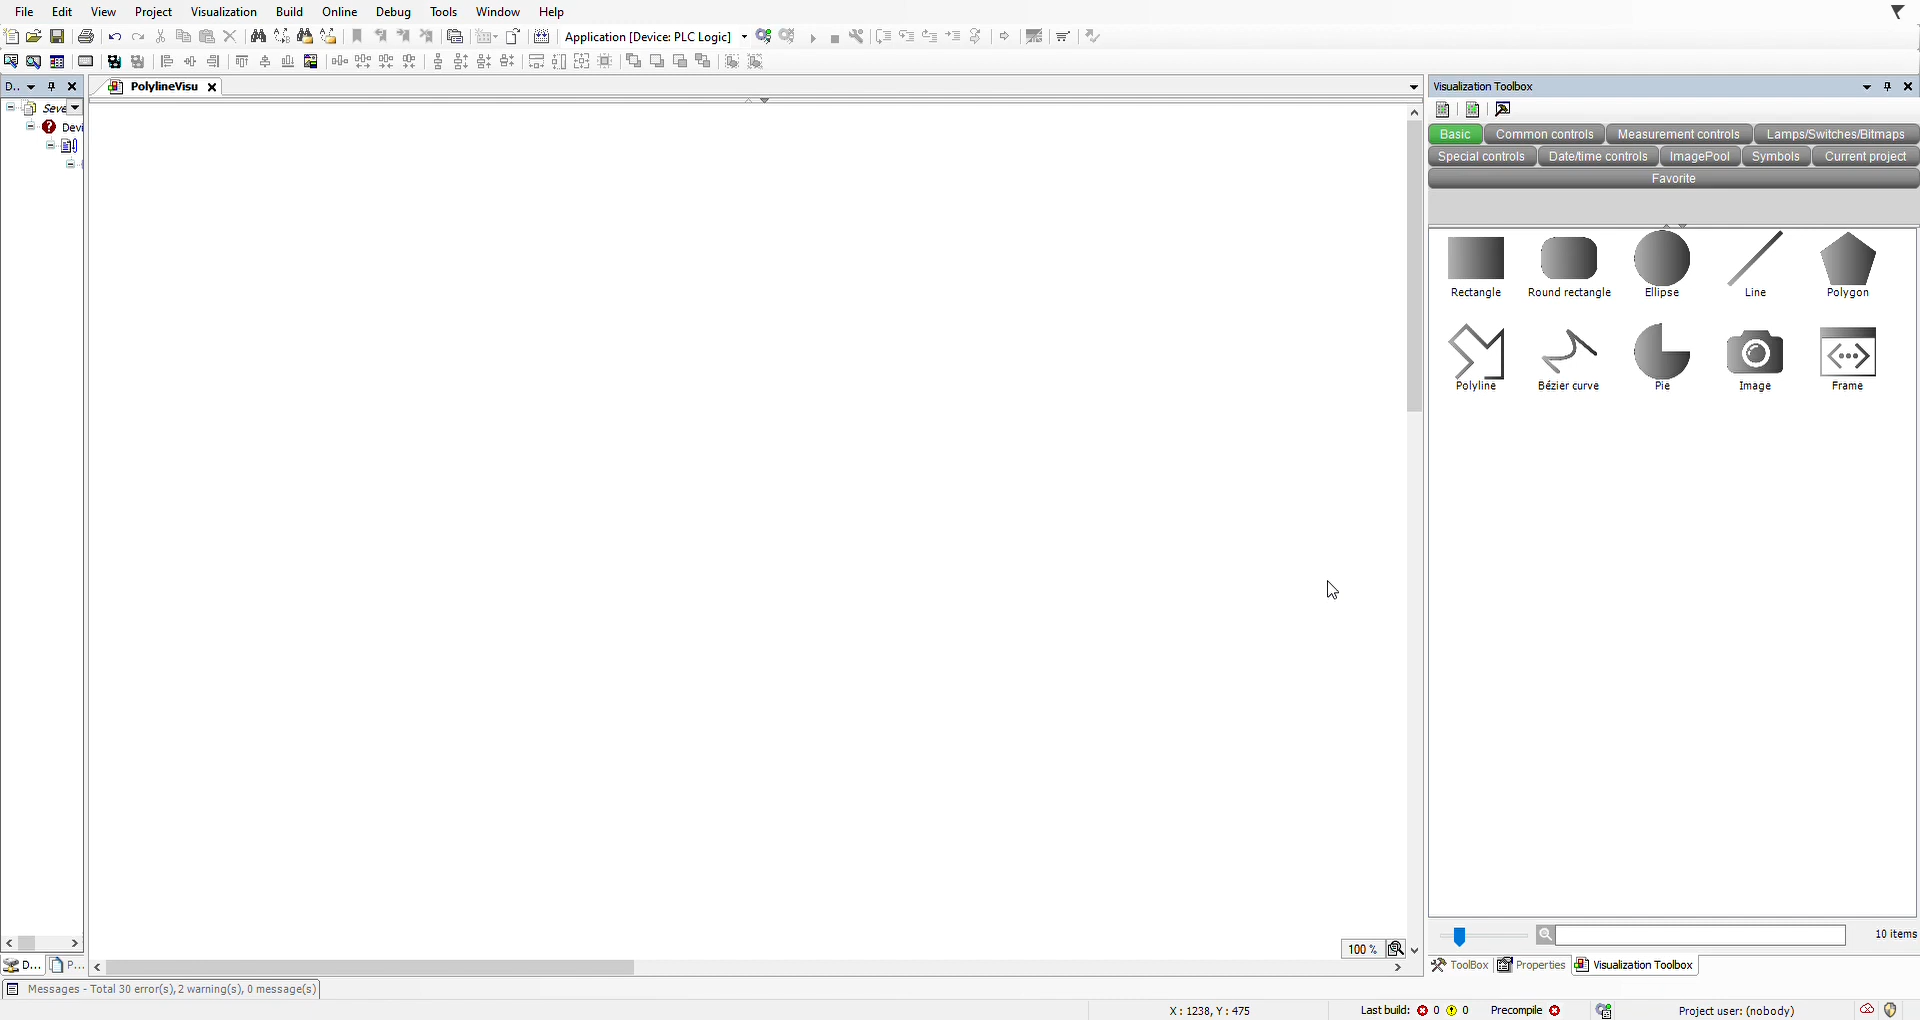 File Edit View Project Visualization Build Online Debug Tools Window Help
Application [Device: PLC Logic]
D..
PolylineVisu
Visualization Toolbox
Seve
Devi
Basic Common controls Measurement controls Lamps/Switches/Bitmaps
Special controls Date/time controls ImagePool Symbols Current project
Favorite
Rectangle Round rectangle Ellipse Line Polygon
Polyline Bézier curve Pie Image Frame
100 %
10 items
D... P...
ToolBox Properties Visualization Toolbox
Messages - Total 30 error(s), 2 warning(s), 0 message(s)
X : 1238, Y : 475 Last build: 0 0 Precompile Project user: (nobody)